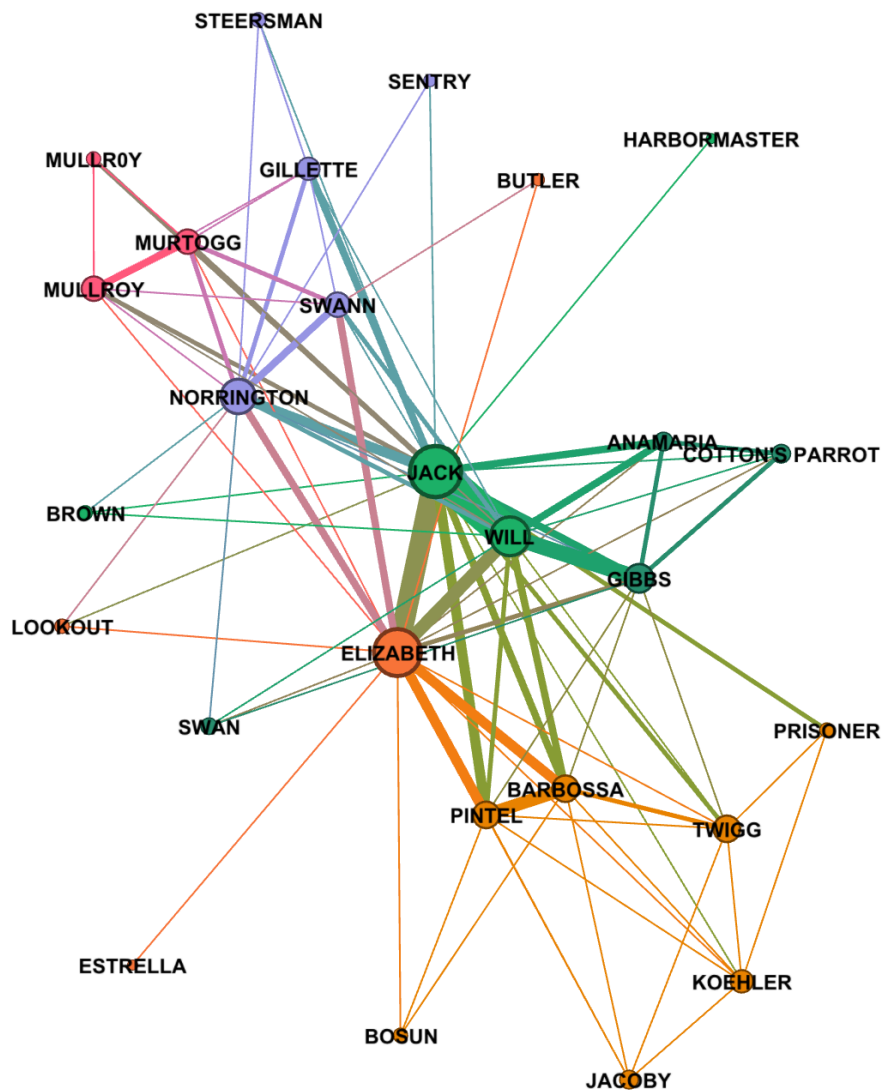 STEERSMAN
SENTRY
HARBORMASTER
MULLR0Y
GILLETTE
BUTLER
MURTOGG
MULLROY
SWANN
NORRINGTON
ANAMARIA
COTTON'S PARROT
JACK
BROWN
WILL
GIBBS
LOOKOUT
ELIZABETH
SWAN
PRISONER
BARBOSSA
PINTEL
TWIGG
ESTRELLA
KOEHLER
BOSUN
JACOBY